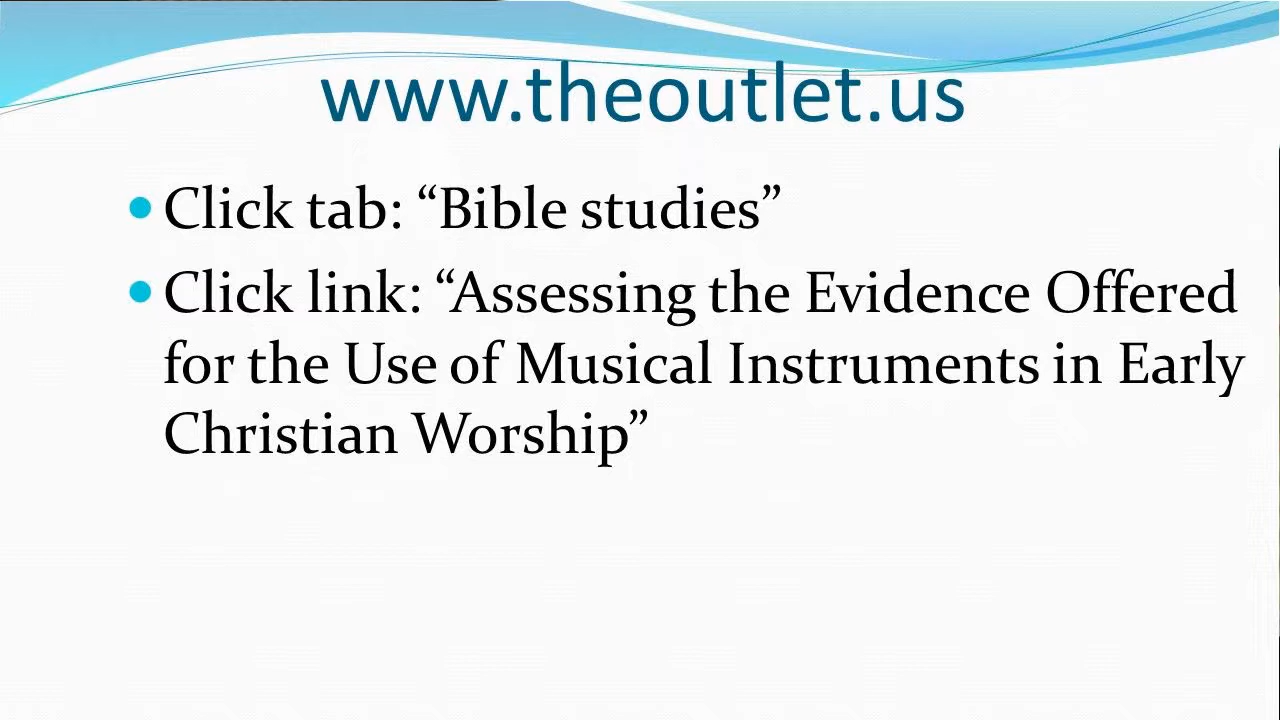 www.theoutlet.us
• Click tab: “Bible studies”
• Click link: “Assessing the Evidence Offered
for the Use of Musical Instruments in Early
Christian Worship”